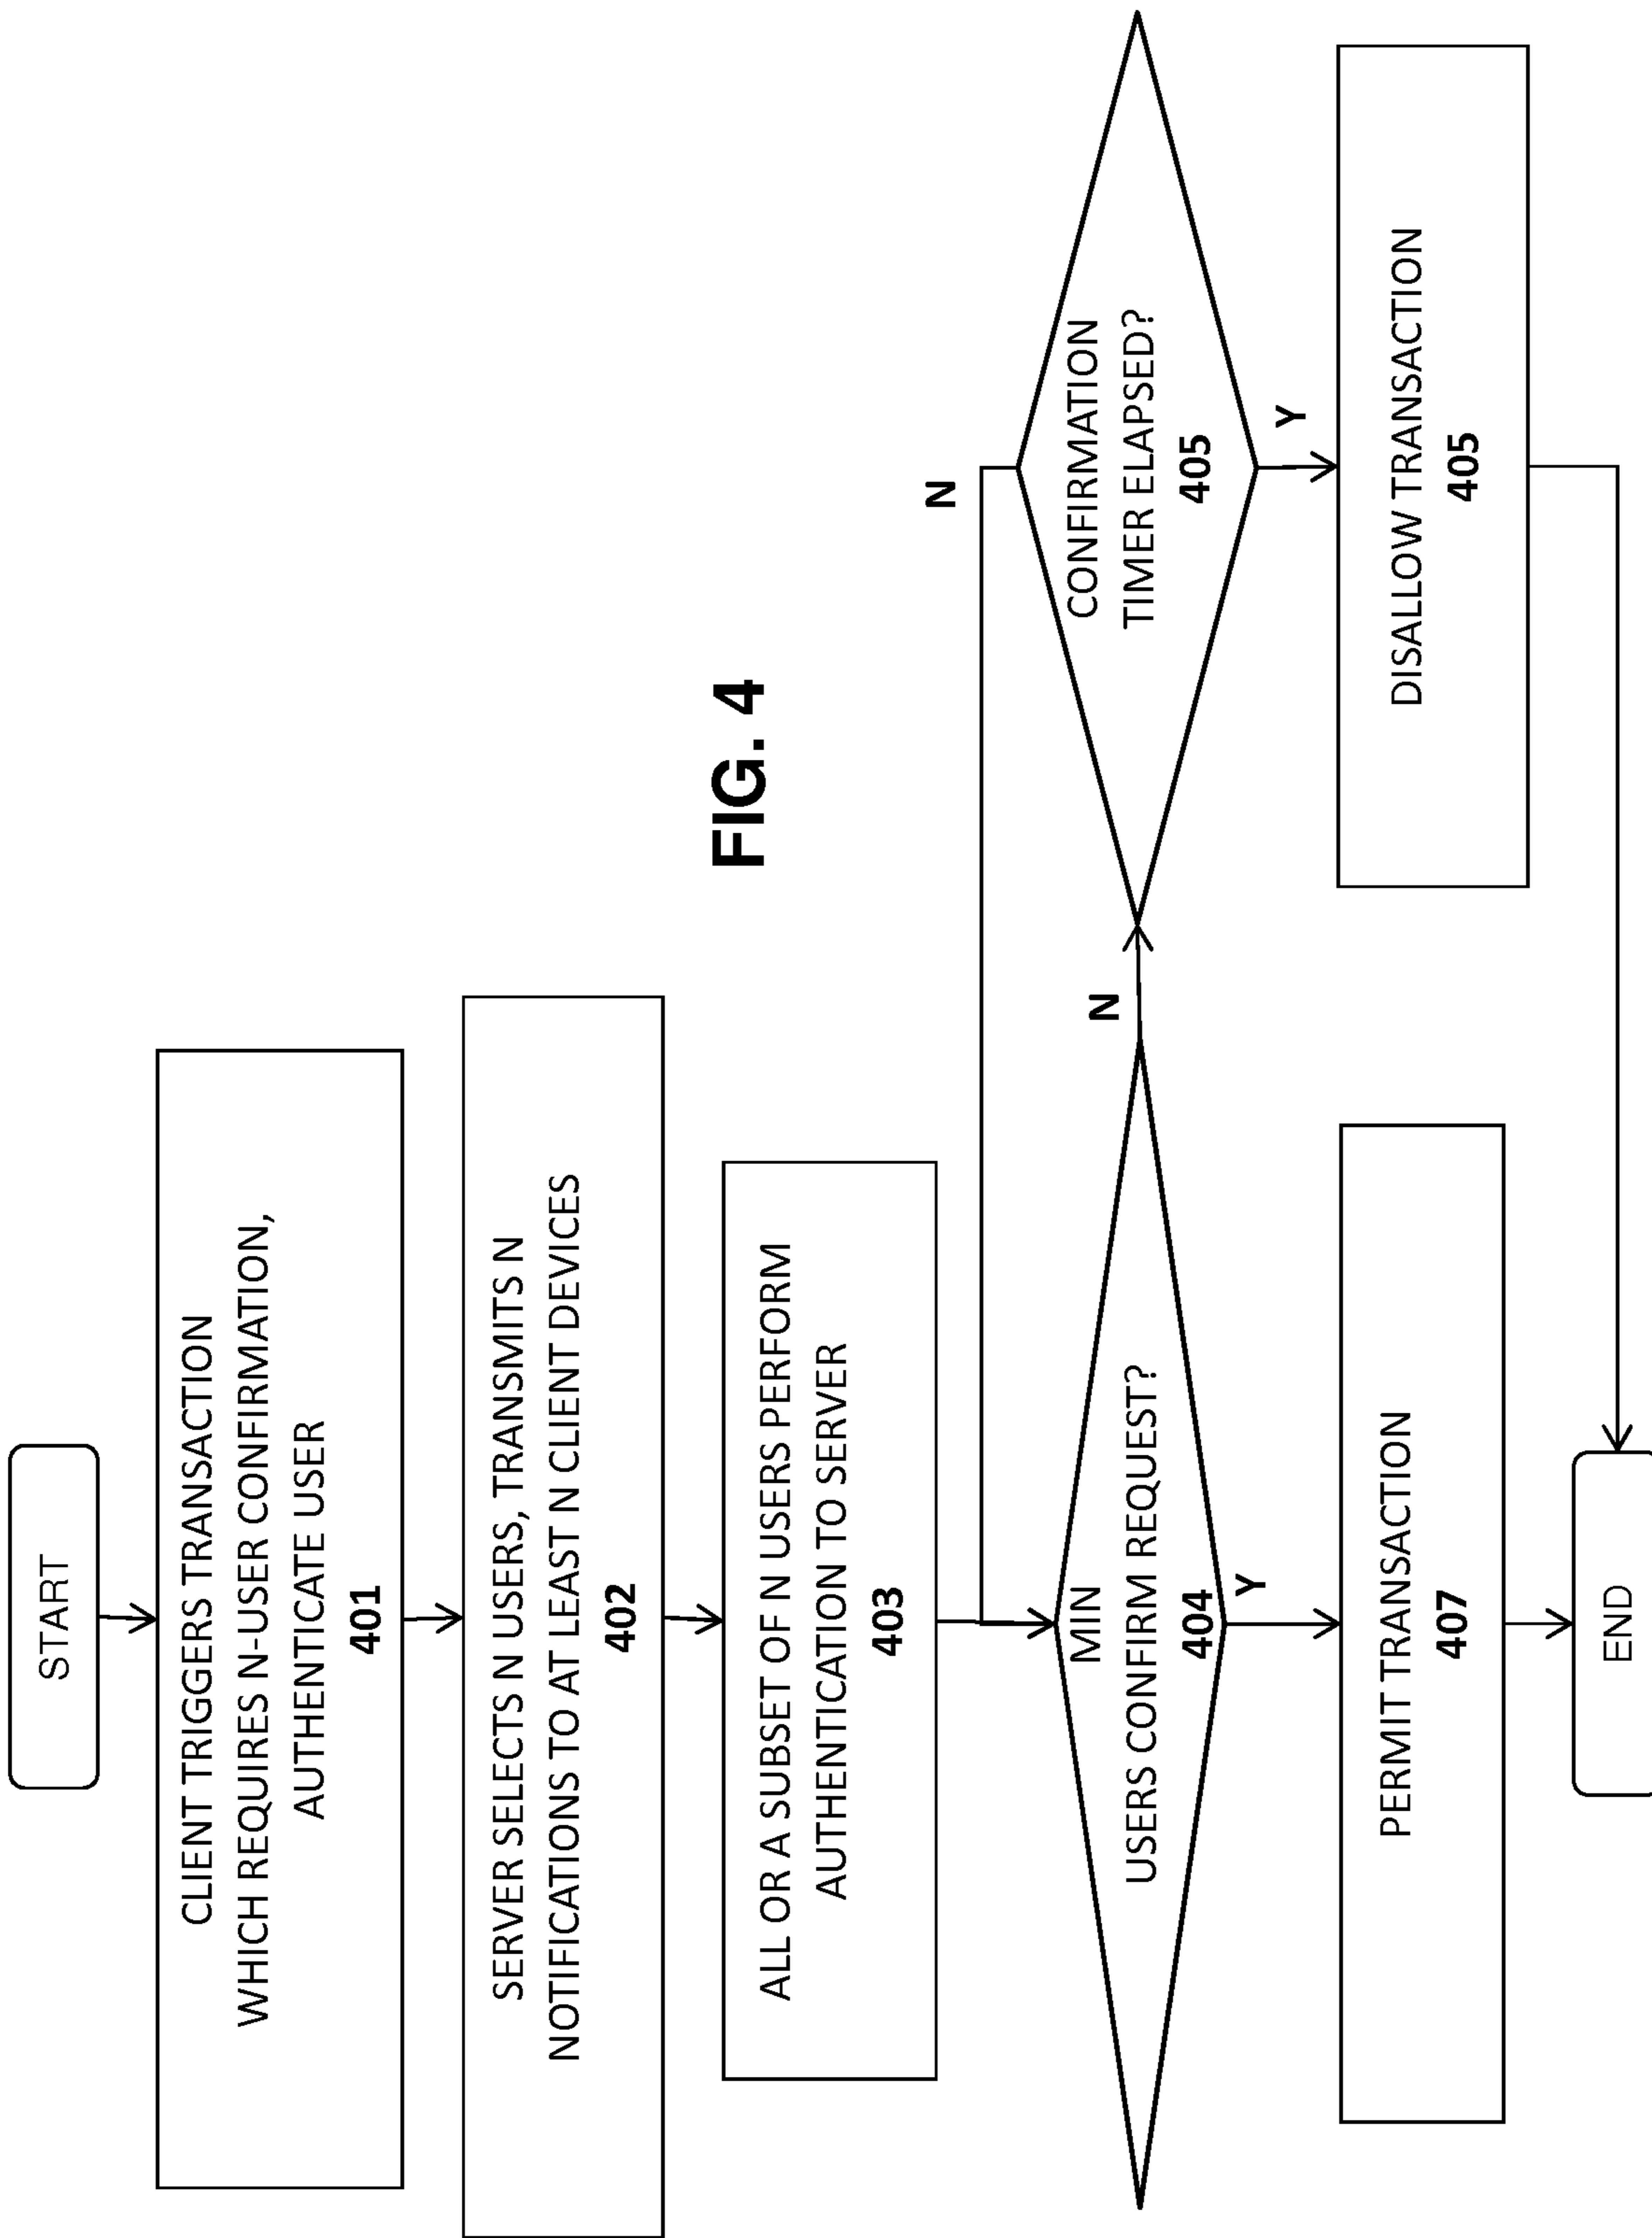 START
CLIENT TRIGGERS TRANSACTION
WHICH REQUIRES N-USER CONFIRMATION,
AUTHENTICATE USER
401
SERVER SELECTS N USERS, TRANSMITS N
NOTIFICATIONS TO AT LEAST N CLIENT DEVICES
402
ALL OR A SUBSET OF N USERS PERFORM
AUTHENTICATION TO SERVER
403
MIN
USERS CONFIRM REQUEST?
404
N
Y
CONFIRMATION
TIMER ELAPSED?
405
N
Y
PERMIT TRANSACTION
407
DISALLOW TRANSACTION
405
END
FIG. 4